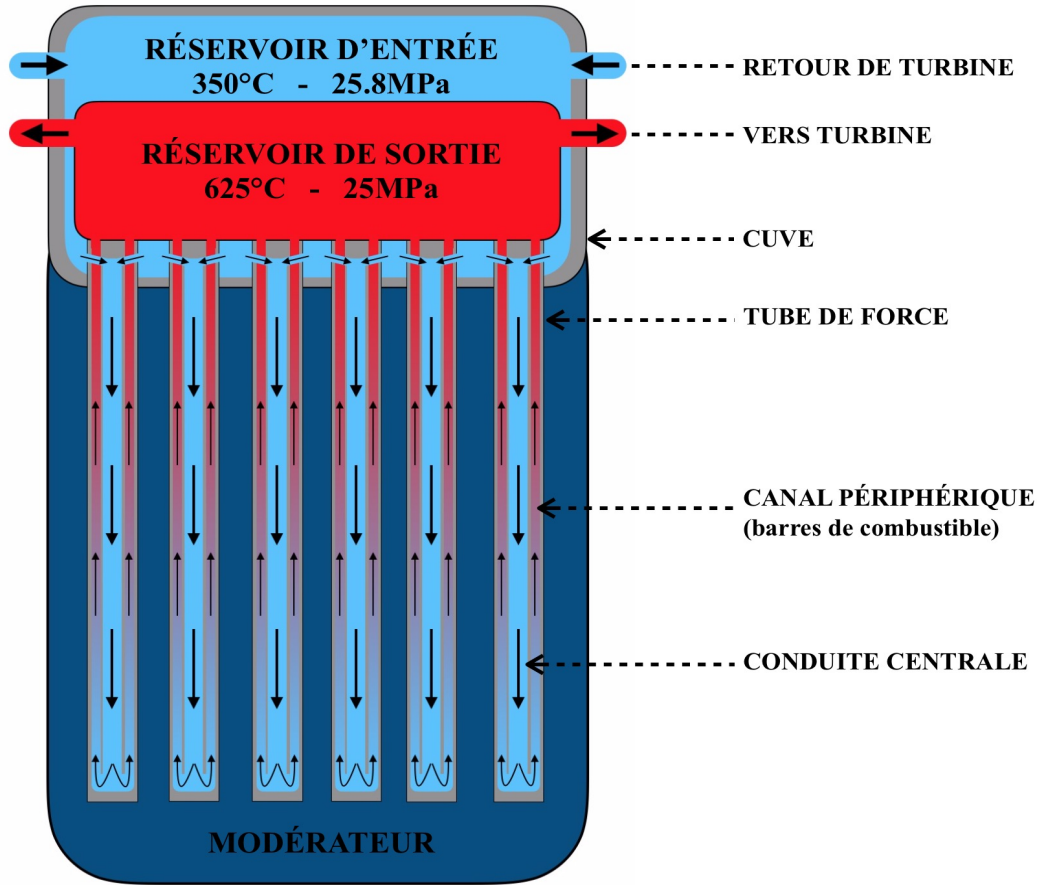 RÉSERVOIR D'ENTRÉE
350°C - 25.8MPa
RETOUR DE TURBINE
VERS TURBINE
RÉSERVOIR DE SORTIE
625°C - 25MPa
CUVE
TUBE DE FORCE
CANAL PÉRIPHÉRIQUE
(barres de combustible)
CONDUITE CENTRALE
MODÉRATEUR